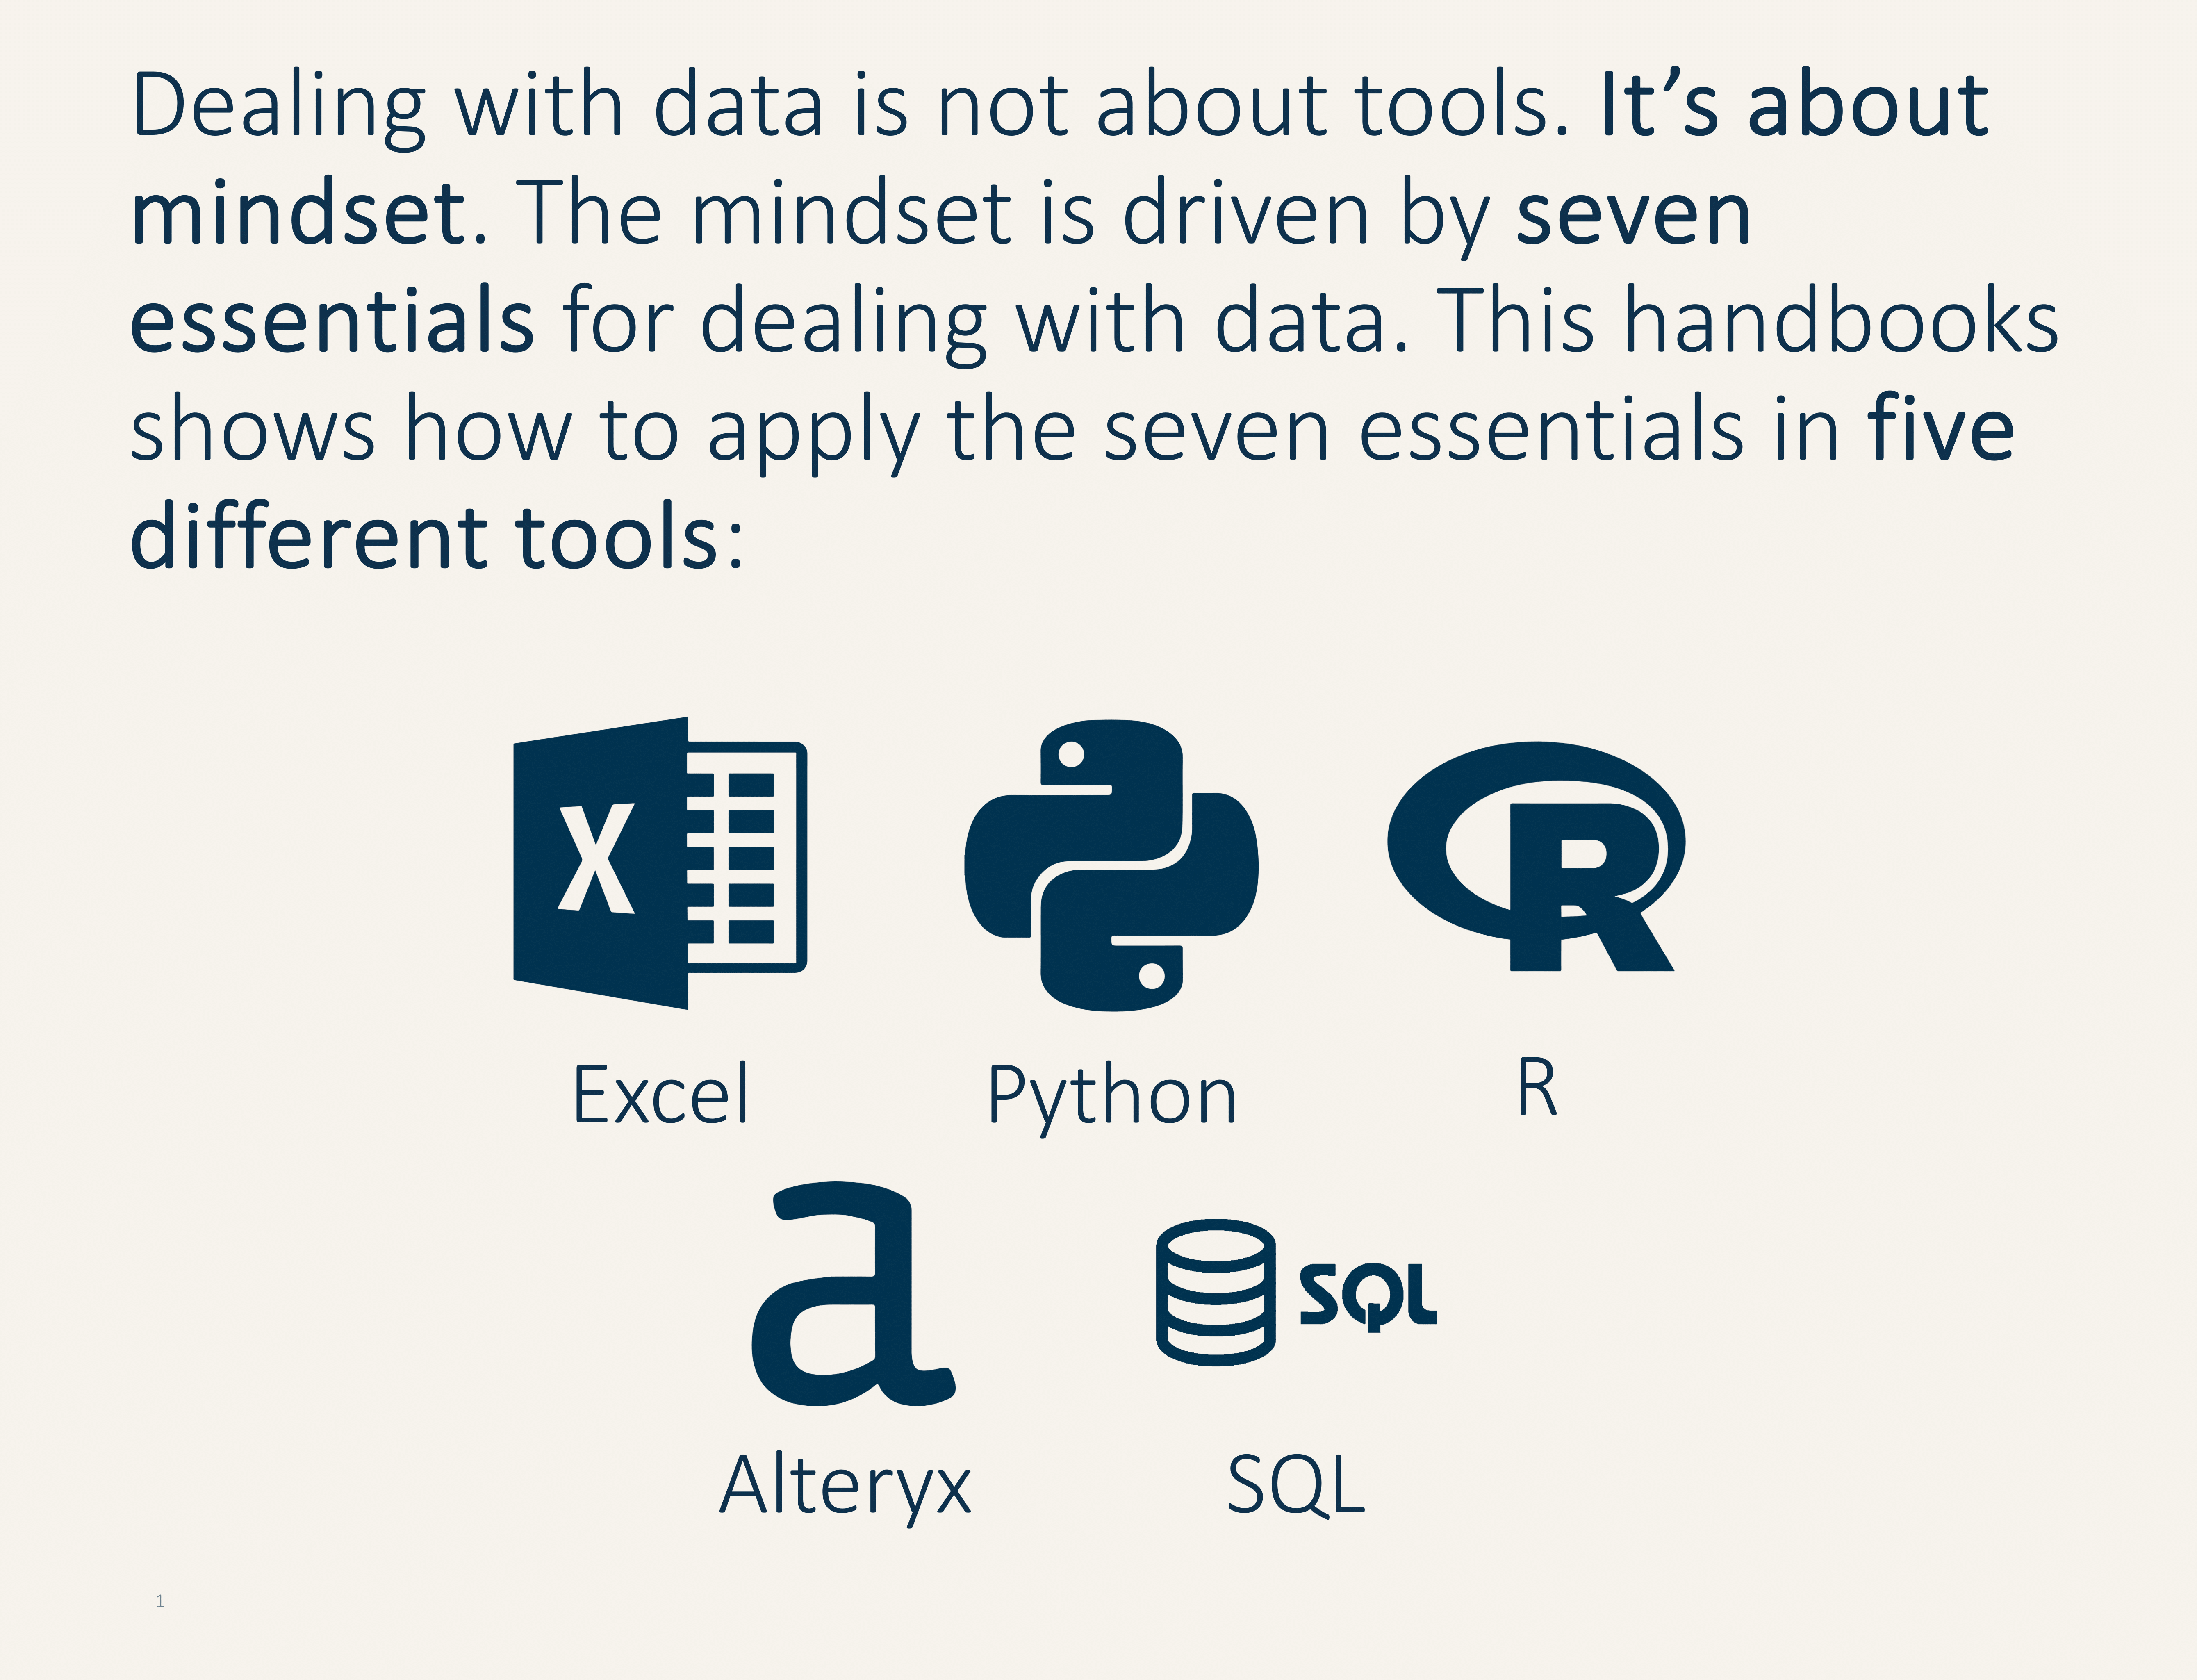 Dealing with data is not about tools. It’s about
mindset. The mindset is driven by seven
essentials for dealing with data. This handbooks
shows how to apply the seven essentials in five
different tools:
X
R
Excel
Python
R
a
SQL
Alteryx
SQL
1